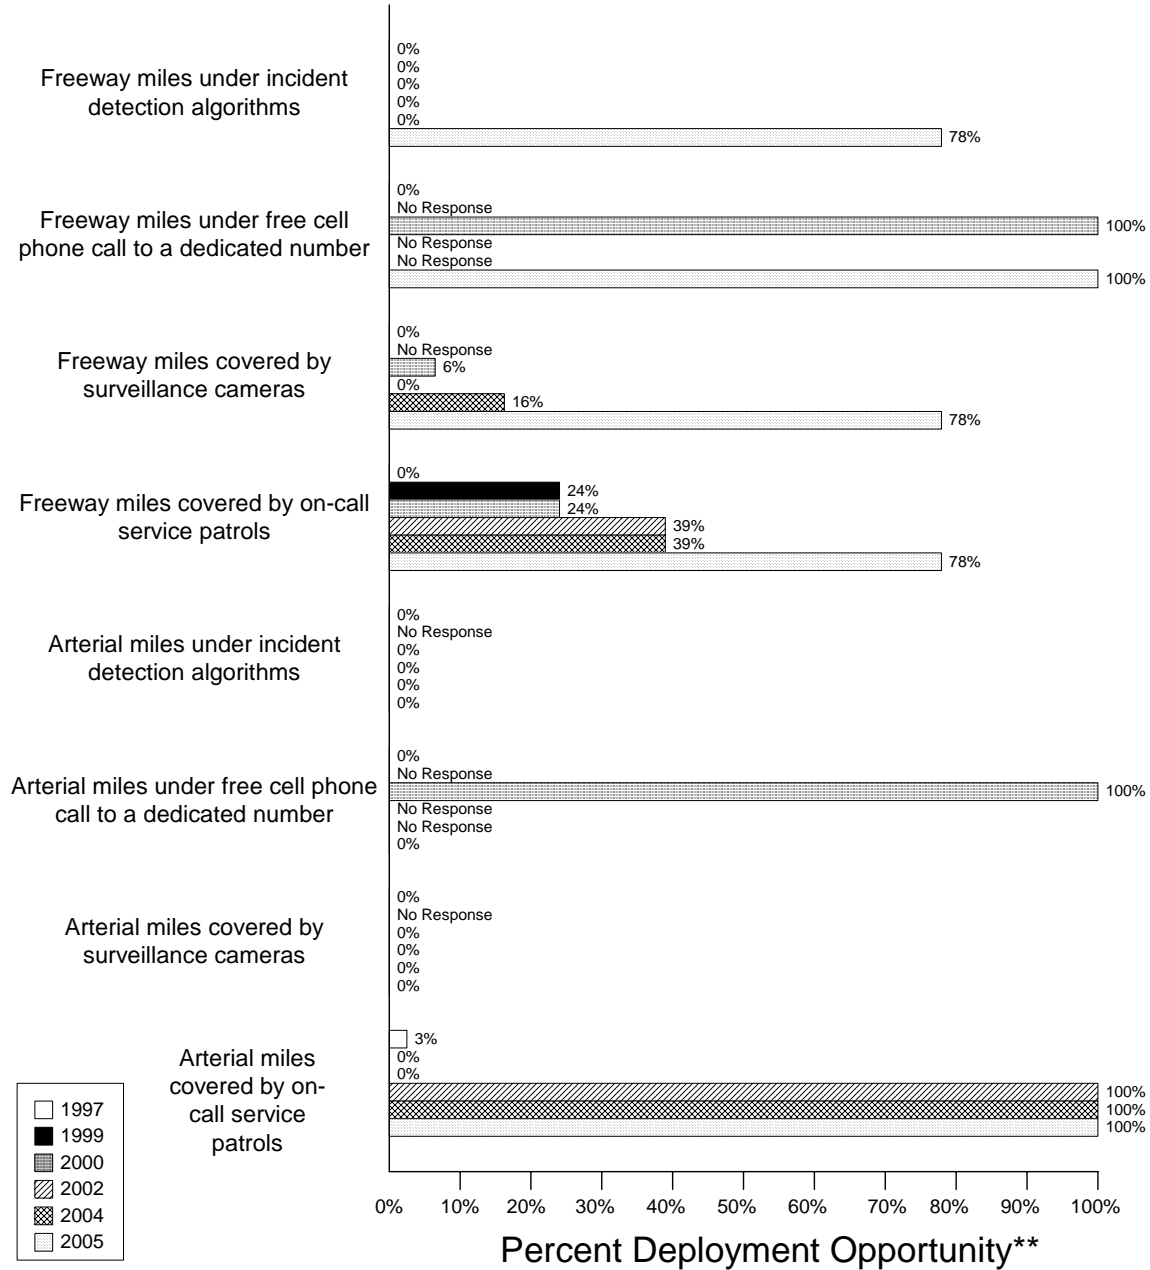 0%
0%
0%
0%
0%
Freeway miles under incident
detection algorithms
78%
0%
No Response
100%
Freeway miles under free cell
phone call to a dedicated number
No Response
No Response
100%
0%
No Response
6%
Freeway miles covered by
surveillance cameras
0%
16%
78%
0%
24%
24%
Freeway miles covered by on-call
service patrols
39%
39%
78%
0%
No Response
0%
Arterial miles under incident
detection algorithms
0%
0%
0%
0%
No Response
100%
Arterial miles under free cell phone
call to a dedicated number
No Response
No Response
0%
0%
No Response
0%
Arterial miles covered by
surveillance cameras
0%
0%
0%
3%
0%
0%
Arterial miles
covered by on-
call service
patrols
100%
100%
100%
1997
1999
2000
2002
2004
2005
0% 10% 20% 30% 40% 50% 60% 70% 80% 90% 100%
Percent Deployment Opportunity**